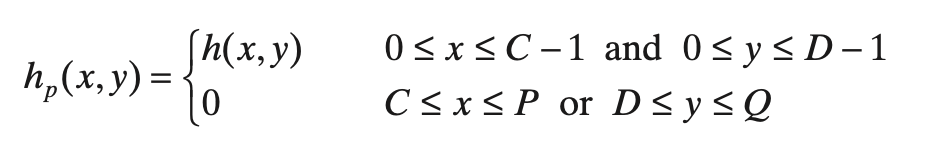 h_p(x, y) = { h(x, y)    0 ≤ x ≤ C – 1 and 0 ≤ y ≤ D – 1
0    C ≤ x ≤ P or D ≤ y ≤ Q